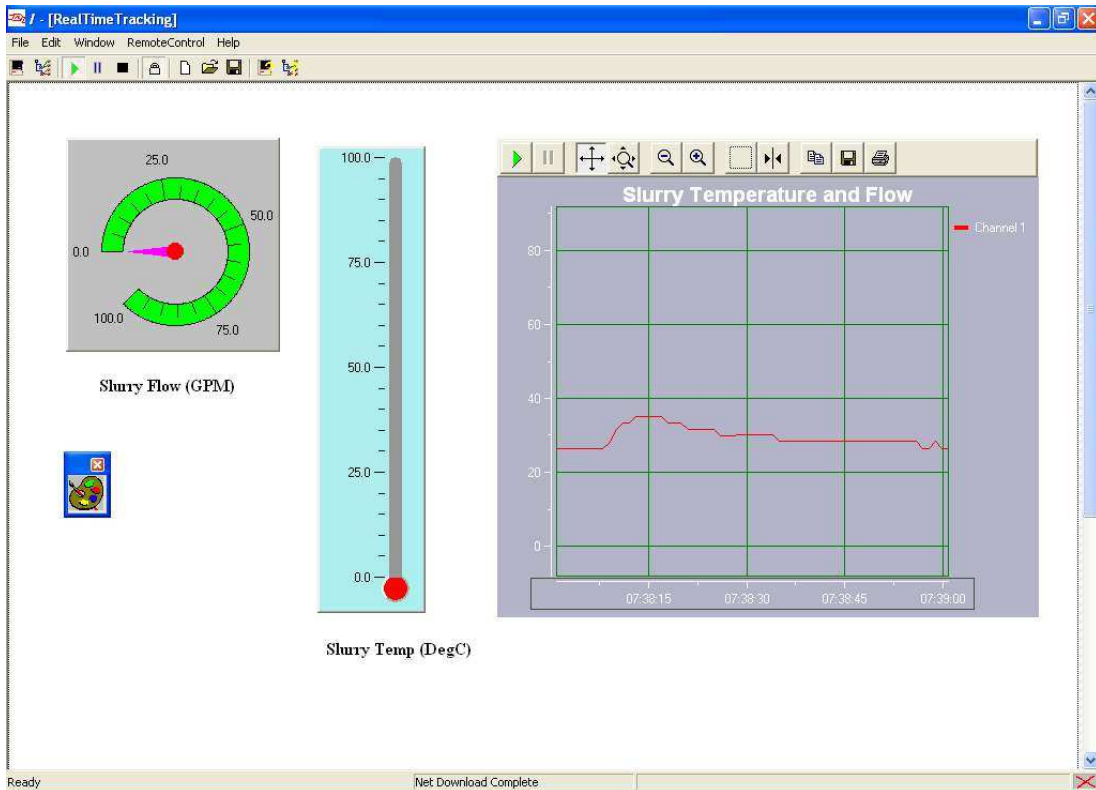 / - [RealTimeTracking]
File Edit Window RemoteControl Help
25.0
50.0
0.0
100.0
75.0
Slurry Flow (GPM)
100.0
75.0
50.0
25.0
0.0
Slurry Temp (DegC)
Slurry Temperature and Flow
Channel 1
80
60
40
20
0
07:38:15 07:38:30 07:38:45 07:39:00
Ready Net Download Complete